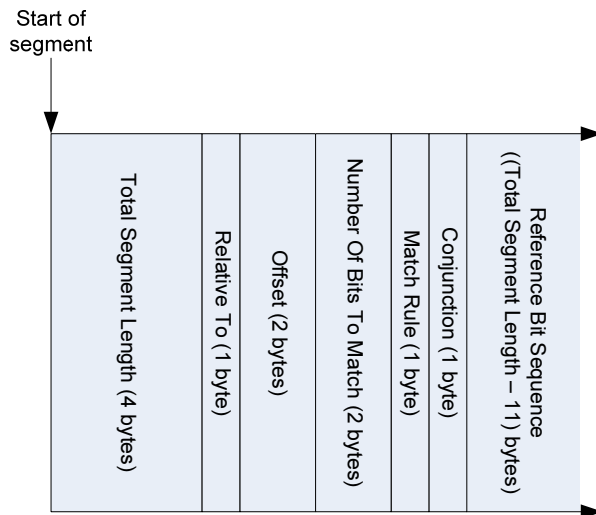 Start of
segment
Total Segment Length (4 bytes)
Relative To (1 byte)
Offset (2 bytes)
Number Of Bits To Match (2 bytes)
Match Rule (1 byte)
Conjunction (1 byte)
Reference Bit Sequence
((Total Segment Length – 11) bytes)